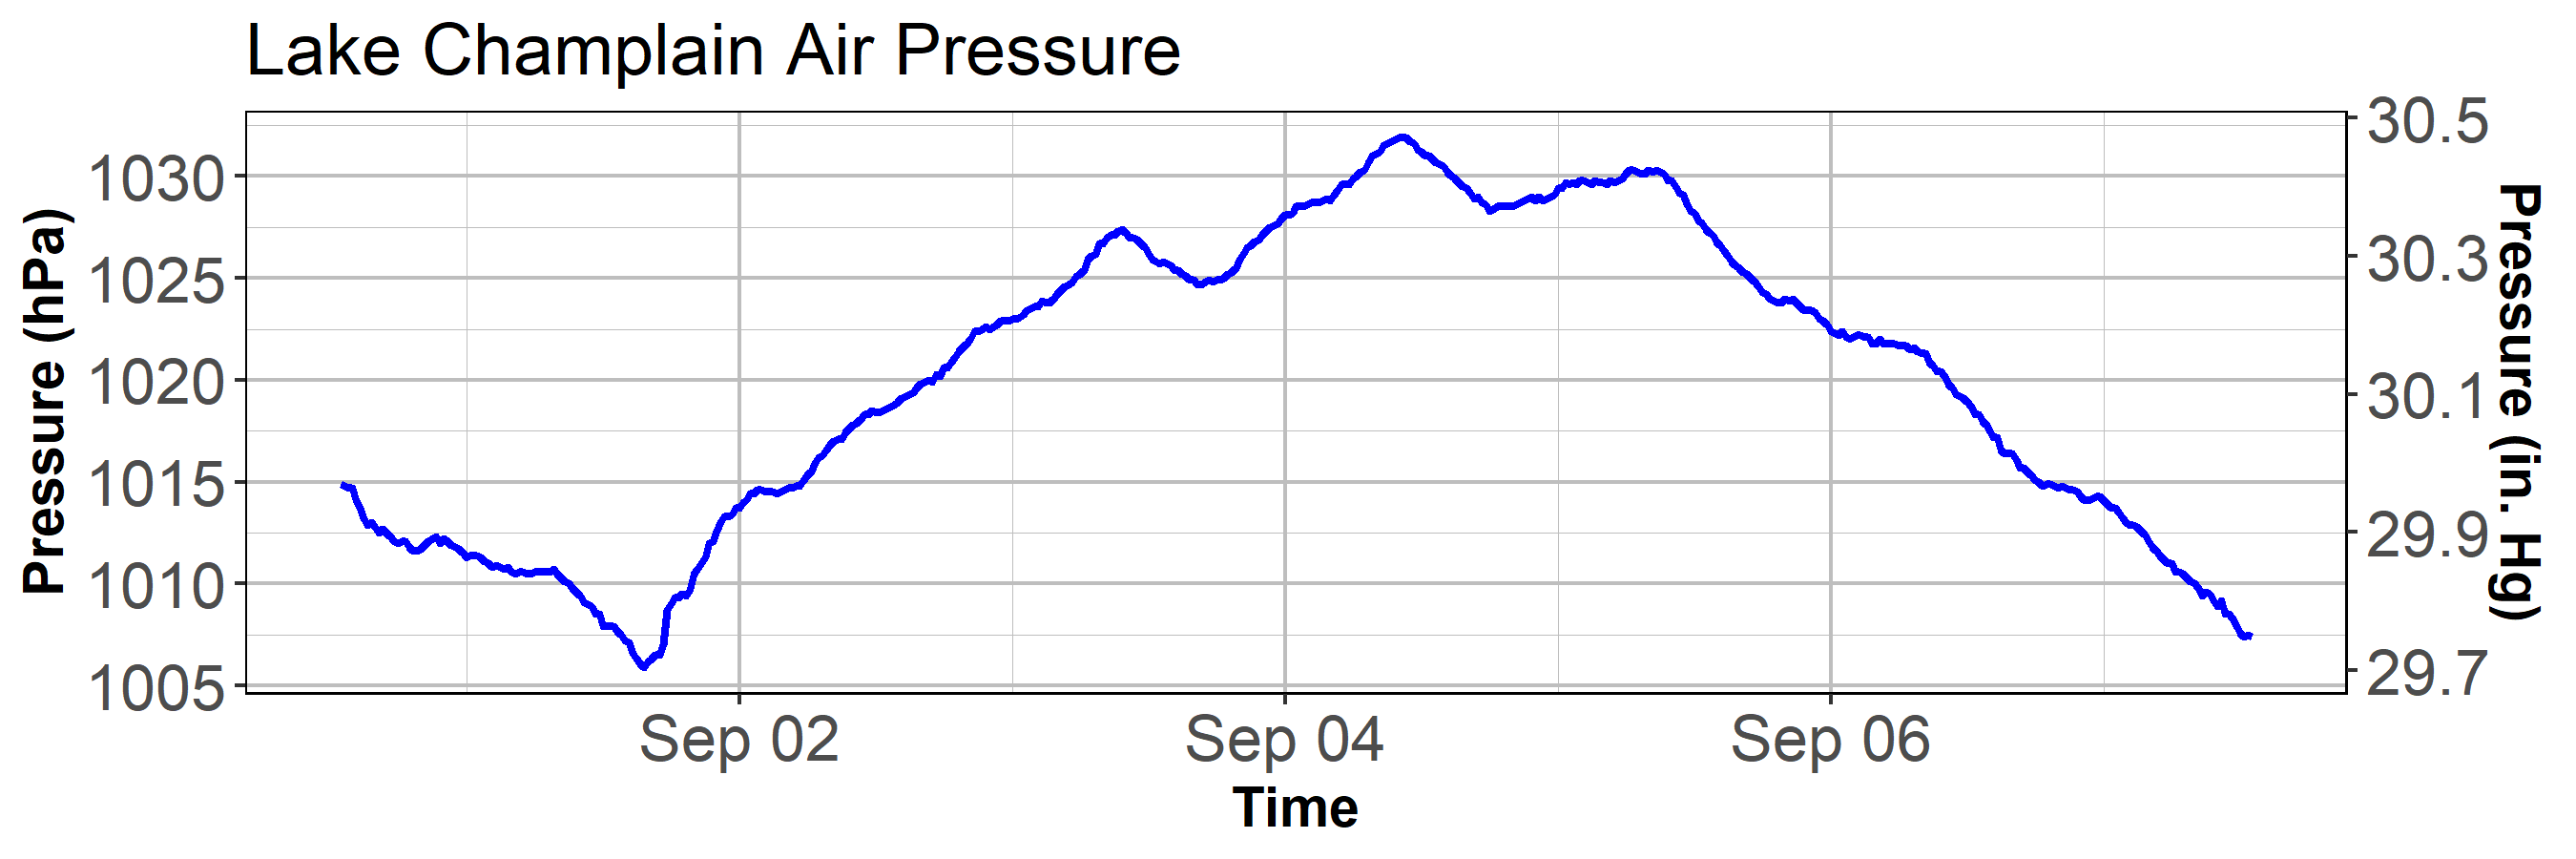 Lake Champlain Air Pressure
Pressure (hPa)
1030
1025
1020
1015
1010
1005
30.5
30.3
30.1
29.9
29.7
Pressure (in. Hg)
Sep 02 Sep 04 Sep 06
Time